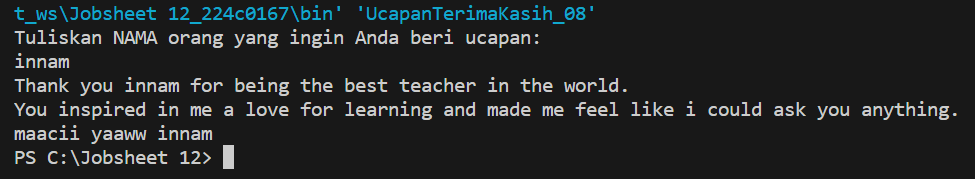 t_ws\Jobsheet 12_224c0167\bin' 'UcapanTerimaKasih_08'
Tuliskan NAMA orang yang ingin Anda beri ucapan:
innam
Thank you innam for being the best teacher in the world.
You inspired in me a love for learning and made me feel like i could ask you anything.
maacii yaaww innam
PS C:\Jobsheet 12>